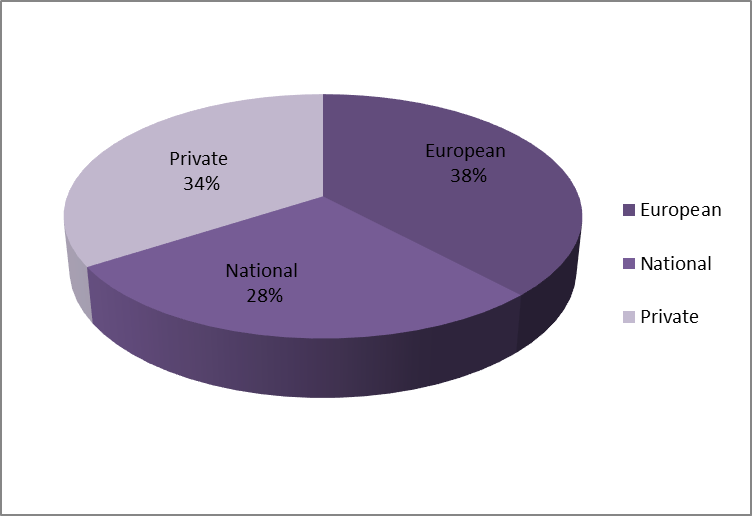 Private
34%
European
38%
National
28%
European
National
Private